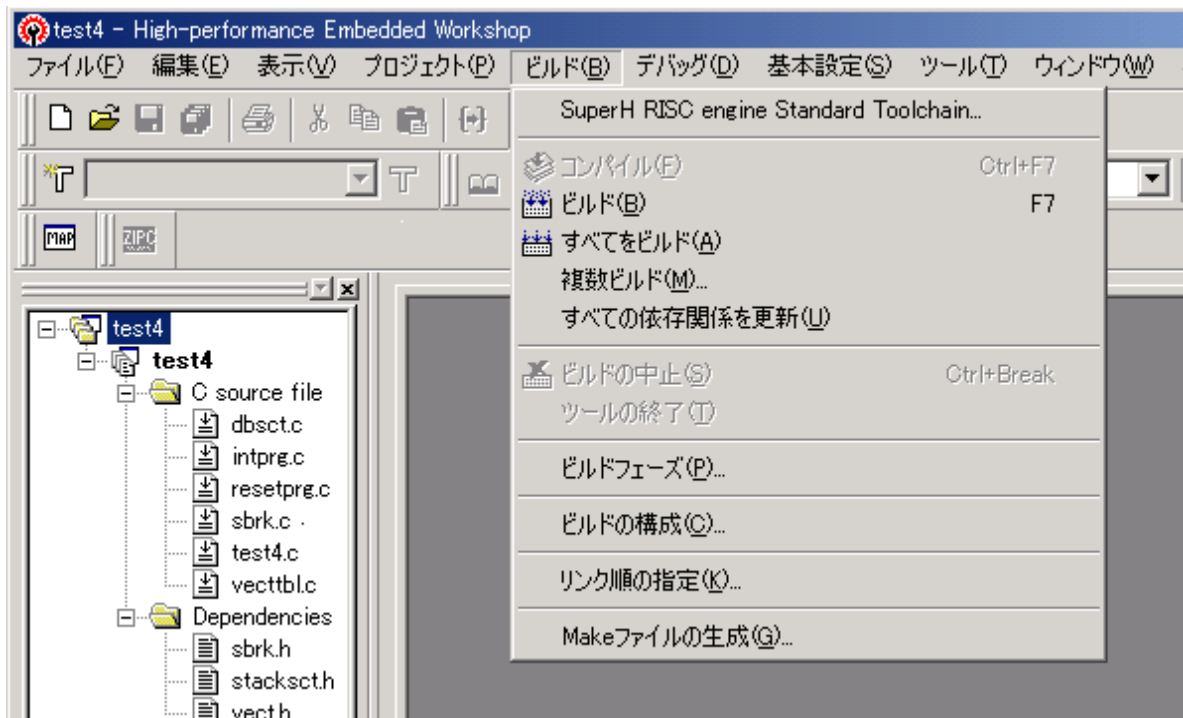 test4 - High-performance Embedded Workshop
ファイル(F) 編集(E) 表示(V) プロジェクト(P) ビルド(B) デバッグ(D) 基本設定(S) ツール(T) ウィンドウ(W)
SuperH RISC engine Standard Toolchain...
コンパイル(F) Ctrl+F7
ビルド(B) F7
すべてをビルド(A)
複数ビルド(M)...
すべての依存関係を更新(U)
ビルドの中止(S) Ctrl+Break
ツールの終了(T)
ビルドフェーズ(P)...
ビルドの構成(C)...
リンク順の指定(K)...
Makeファイルの生成(G)...
MAP ZIPC
test4
test4
C source file
dbsct.c
intprg.c
resetprg.c
sbrk.c
test4.c
vecttbl.c
Dependencies
sbrk.h
stacksct.h
vect.h